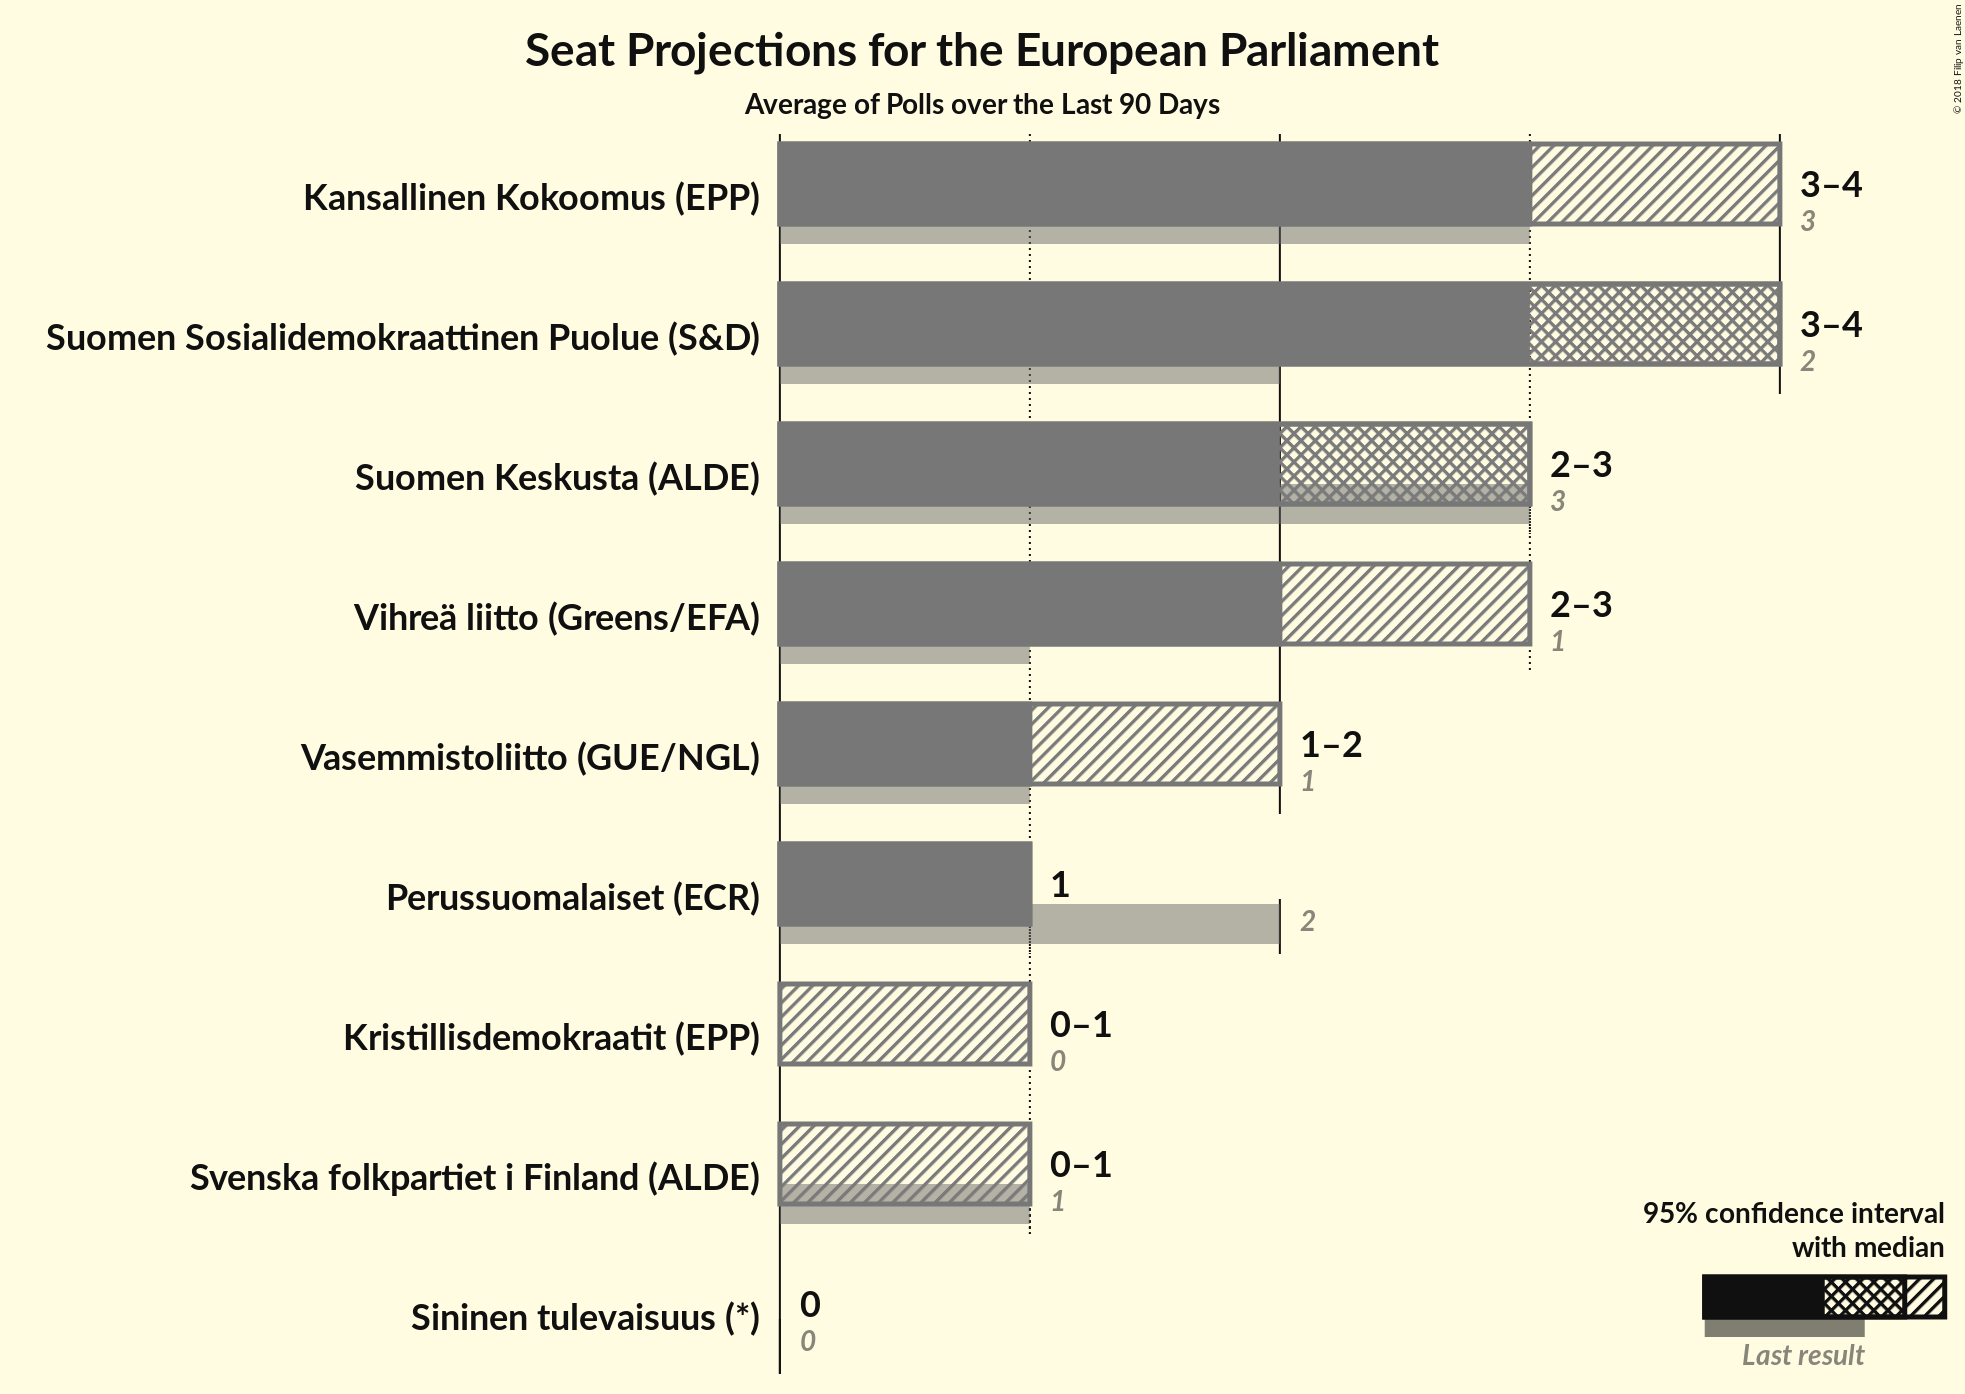 Seat Projections for the European Parliament
Average of Polls over the Last 90 Days
© 2018 Filip van Laenen
Kansallinen Kokoomus (EPP)
3–4
3
Suomen Sosialidemokraattinen Puolue (S&D)
3–4
2
Suomen Keskusta (ALDE)
2–3
3
Vihreä liitto (Greens/EFA)
2–3
1
Vasemmistoliitto (GUE/NGL)
1–2
1
Perussuomalaiset (ECR)
1
2
Kristillisdemokraatit (EPP)
0–1
0
Svenska folkpartiet i Finland (ALDE)
0–1
1
Sininen tulevaisuus (*)
0
0
95% confidence interval
with median
Last result